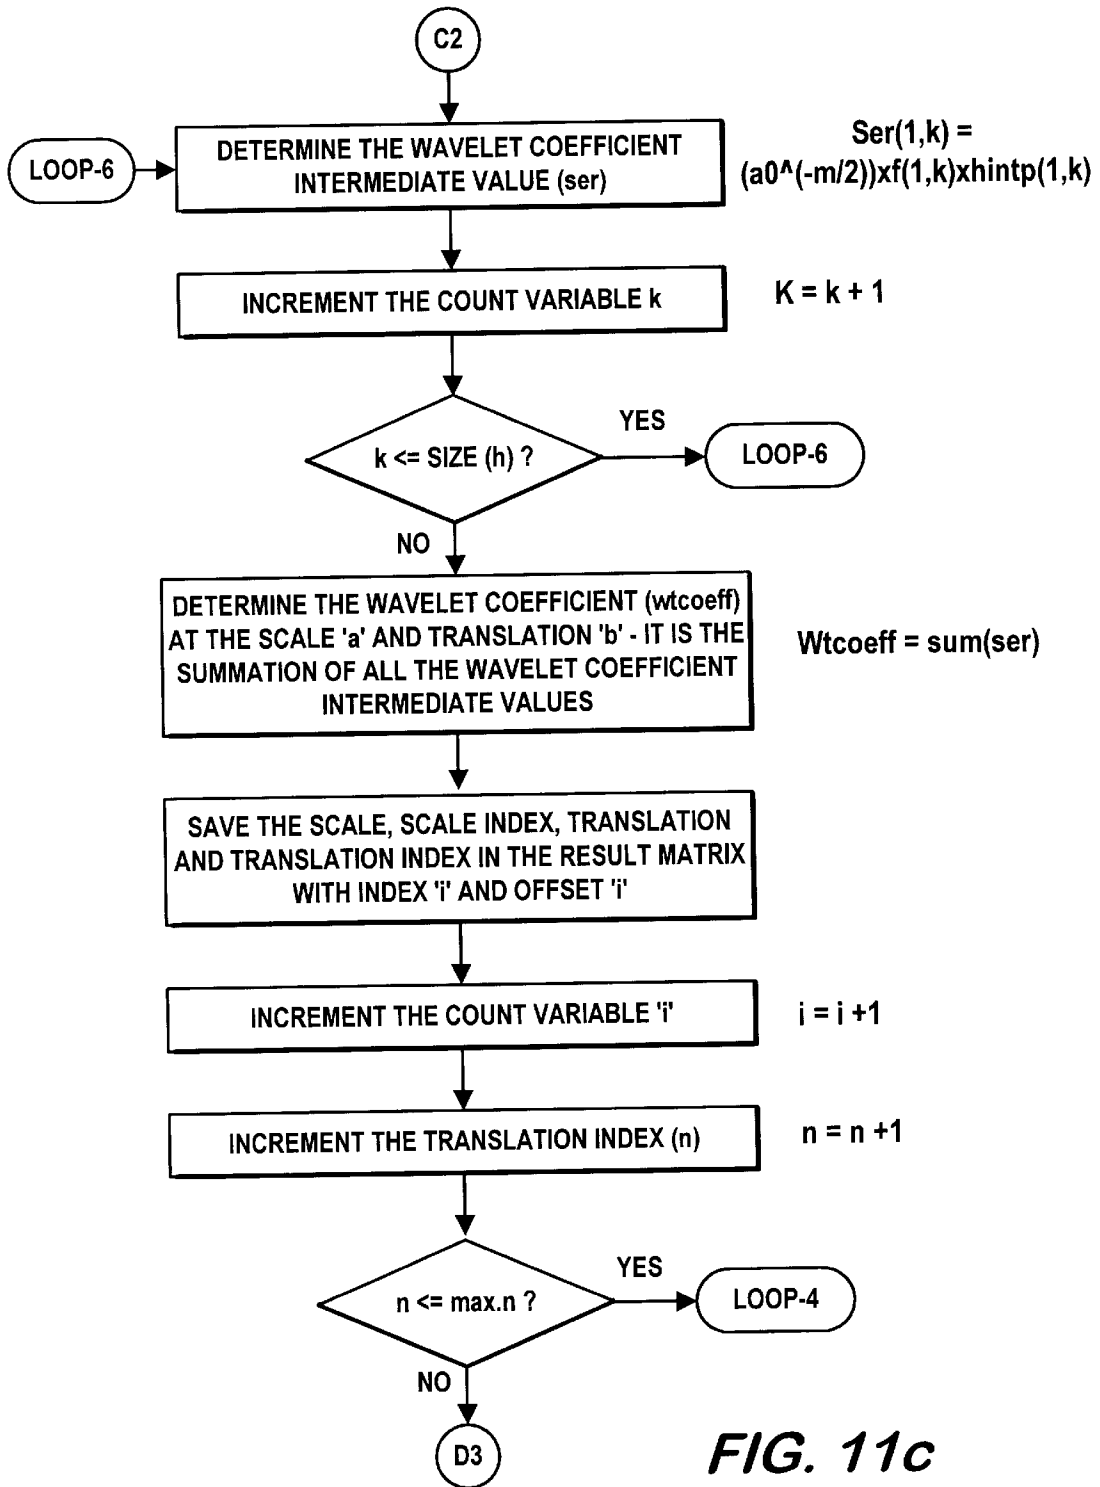 C2
LOOP-6
DETERMINE THE WAVELET COEFFICIENT
INTERMEDIATE VALUE (ser)
Ser(1,k) =
(a0^(-m/2))xf(1,k)xhintp(1,k)
INCREMENT THE COUNT VARIABLE k
K = k + 1
k <= SIZE (h) ?
YES
LOOP-6
NO
DETERMINE THE WAVELET COEFFICIENT (wtcoeff)
AT THE SCALE 'a' AND TRANSLATION 'b' - IT IS THE
SUMMATION OF ALL THE WAVELET COEFFICIENT
INTERMEDIATE VALUES
Wtcoeff = sum(ser)
SAVE THE SCALE, SCALE INDEX, TRANSLATION
AND TRANSLATION INDEX IN THE RESULT MATRIX
WITH INDEX 'i' AND OFFSET 'i'
INCREMENT THE COUNT VARIABLE 'i'
i = i +1
INCREMENT THE TRANSLATION INDEX (n)
n = n +1
n <= max.n ?
YES
LOOP-4
NO
D3
FIG. 11c